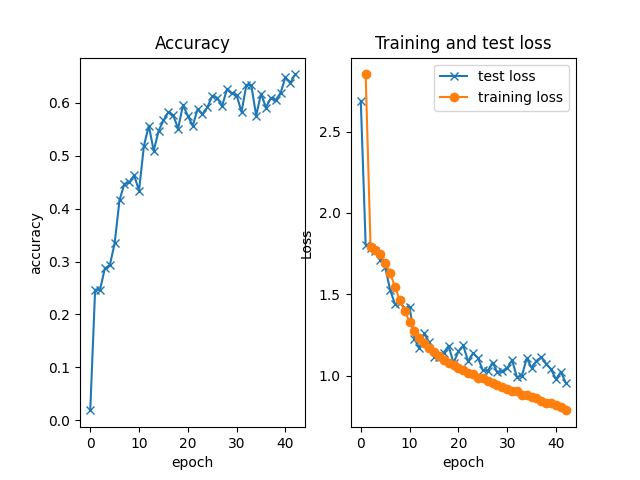 Accuracy
Training and test loss
test loss
training loss
accuracy
Loss
0.6
0.5
0.4
0.3
0.2
0.1
0.0
2.5
2.0
1.5
1.0
0 10 20 30 40
0 10 20 30 40
epoch
epoch